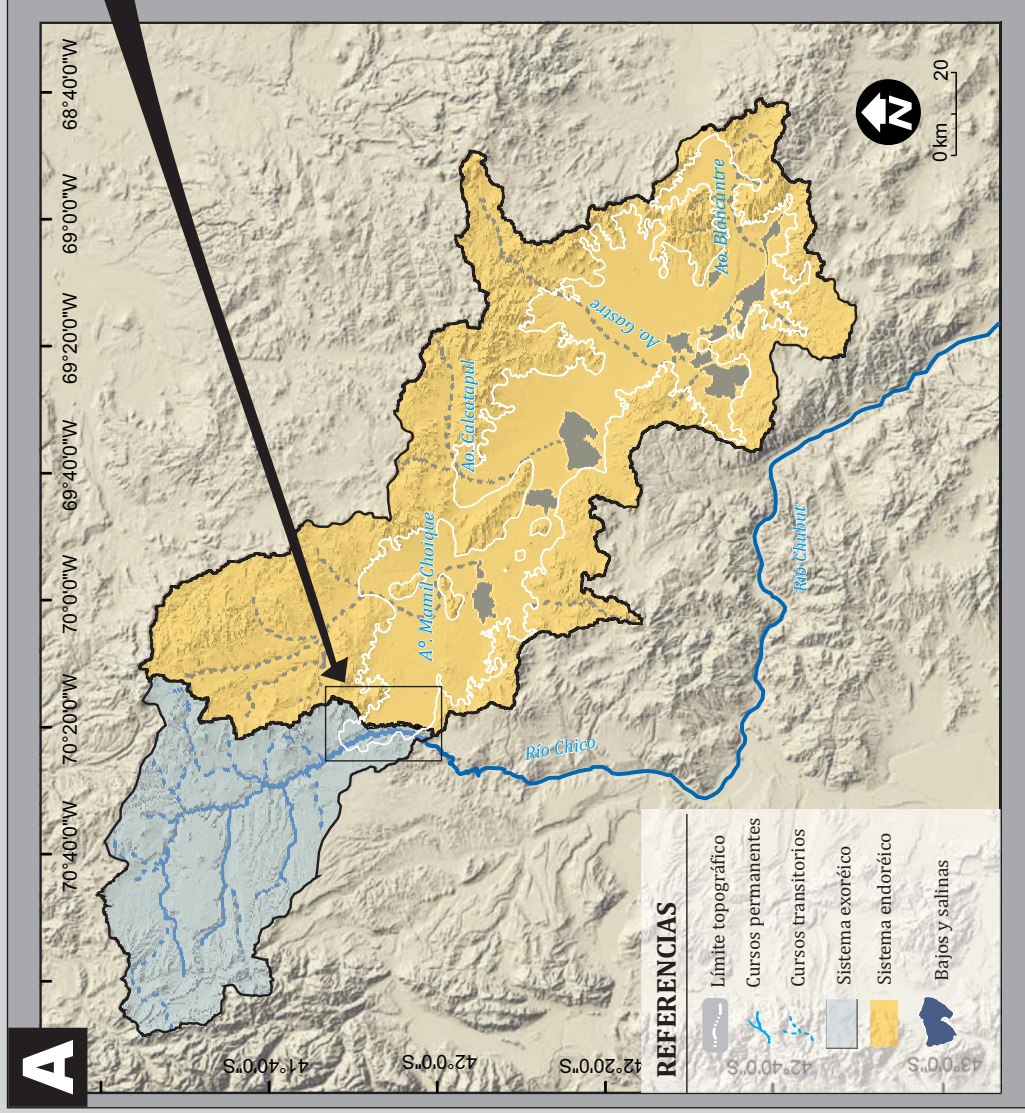 A
70°40'0"W
70°20'0"W
70°0'0"W
69°40'0"W
69°20'0"W
69°0'0"W
68°40'0"W
41°40'0"S
42°0'0"S
42°20'0"S
42°40'0"S
43°0'0"S
Aº. Mamil Choique
Ao. Calcatapul
Ao. Gastre
Ao. Blancuntre
Río Chico
Río Chubut
N
0 km 20
REFERENCIAS
Límite topográfico
Cursos permanentes
Cursos transitorios
Sistema exoréico
Sistema endoréico
Bajos y salinas